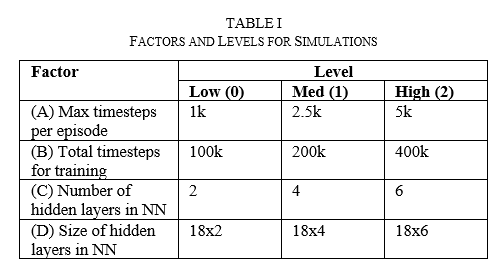 TABLE I
FACTORS AND LEVELS FOR SIMULATIONS
Factor Level
Low (0) Med (1) High (2)
(A) Max timesteps 1k 2.5k 5k
per episode
(B) Total timesteps 100k 200k 400k
for training
(C) Number of 2 4 6
hidden layers in NN
(D) Size of hidden 18x2 18x4 18x6
layers in NN